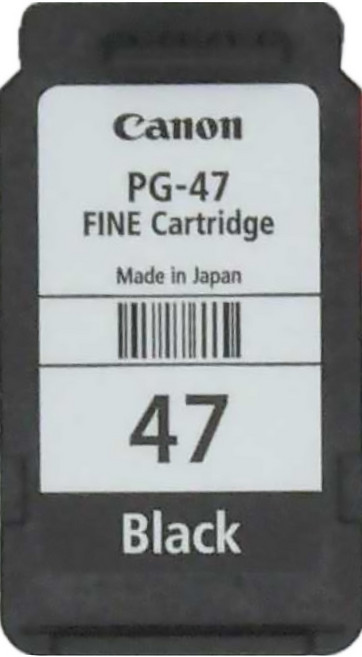 Canon
PG-47
FINE Cartridge
Made in Japan
47
Black